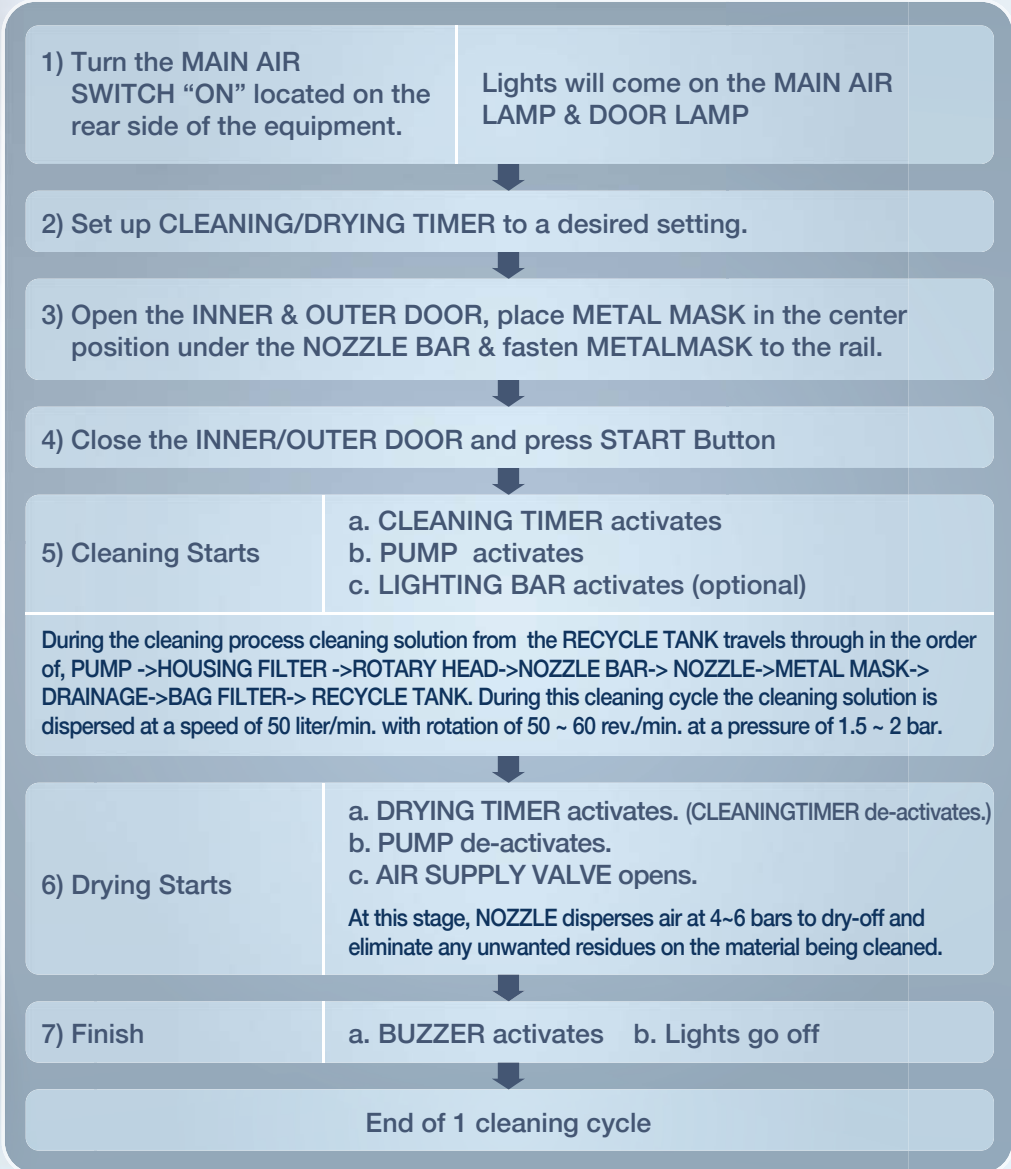 1) Turn the MAIN AIR
SWITCH “ON” located on the
rear side of the equipment.
Lights will come on the MAIN AIR
LAMP & DOOR LAMP
2) Set up CLEANING/DRYING TIMER to a desired setting.
3) Open the INNER & OUTER DOOR, place METAL MASK in the center
position under the NOZZLE BAR & fasten METALMASK to the rail.
4) Close the INNER/OUTER DOOR and press START Button
5) Cleaning Starts
a. CLEANING TIMER activates
b. PUMP activates
c. LIGHTING BAR activates (optional)
During the cleaning process cleaning solution from the RECYCLE TANK travels through in the order
of, PUMP ->HOUSING FILTER ->ROTARY HEAD->NOZZLE BAR-> NOZZLE->METAL MASK->
DRAINAGE->BAG FILTER-> RECYCLE TANK. During this cleaning cycle the cleaning solution is
dispersed at a speed of 50 liter/min. with rotation of 50 ~ 60 rev./min. at a pressure of 1.5 ~ 2 bar.
6) Drying Starts
a. DRYING TIMER activates. (CLEANINGTIMER de-activates.)
b. PUMP de-activates.
c. AIR SUPPLY VALVE opens.
At this stage, NOZZLE disperses air at 4~6 bars to dry-off and
eliminate any unwanted residues on the material being cleaned.
7) Finish
a. BUZZER activates b. Lights go off
End of 1 cleaning cycle